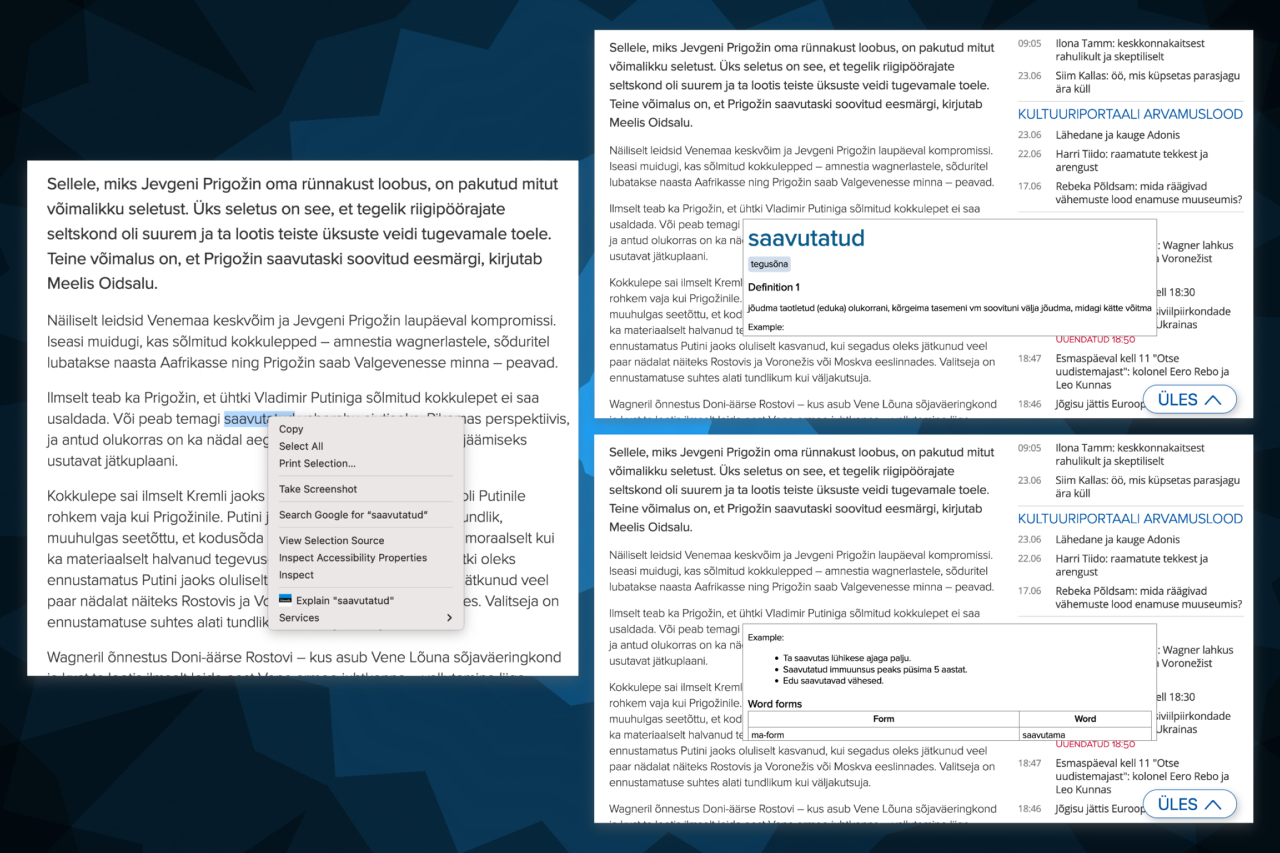 Sellele, miks Jevgeni Prigožin oma rünnakust loobus, on pakutud mitut
võimalikku seletust. Üks seletus on see, et tegelik riigipöörajate
seltskond oli suurem ja ta lootis teiste üksuste veidi tugevamale toele.
Teine võimalus on, et Prigožin saavutaski soovitud eesmärgi, kirjutab
Meelis Oidsalu.
Näiliselt leidsid Venemaa keskvõim ja Jevgeni Prigožin laupäeval kompromissi.
Iseasi muidugi, kas sõlmitud kokkulepped – amnestia wagnerlastele, sõduritel
lubatakse naasta Aafrikasse ning Prigožin saab Valgevenesse minna – peavad.
Ilmselt teab ka Prigožin, et ühtki Vladimir Putiniga sõlmitud kokkulepet ei saa
usaldada. Või peab temagi perspektiivis,
ja antud olukorras on ka nädal jäämiseks
usutavat jätkuplaani.
Kokkulepe sai ilmselt Kremli jaoks oli Putinile
rohkem vaja kui Prigožinile. Putini
muuhulgas seetõttu, et kodusõda moraalselt kui
ka materiaalselt halvanud oleks
ennustamatus Putini jaoks oluliselt jätkunud veel
paar nädalat näiteks Rostovis ja Valitseja on
ennustamatuse suhtes alati
Wagneril õnnestus Doni-äärse Rostovi – kus asub Vene Lõuna sõjaväeringkond
Copy
Select All
Print Selection...
Take Screenshot
Search Google for "saavutatud"
View Selection Source
Inspect Accessibility Properties
Inspect
Explain "saavutatud"
Services
Sellele, miks Jevgeni Prigožin oma rünnakust loobus, on pakutud mitut
võimalikku seletust. Üks seletus on see, et tegelik riigipöörajate
seltskond oli suurem ja ta lootis teiste üksuste veidi tugevamale toele.
Teine võimalus on, et Prigožin saavutaski soovitud eesmärgi, kirjutab
Meelis Oidsalu.
Näiliselt leidsid Venemaa keskvõim ja Jevgeni Prigožin laupäeval kompromissi.
Iseasi muidugi, kas sõlmitud kokkulepped – amnestia wagnerlastele, sõduritel
lubatakse naasta Aafrikasse ning Prigožin saab Valgevenesse minna – peavad.
Ilmselt teab ka Prigožin, et ühtki Vladimir Putiniga sõlmitud kokkulepet ei saa
usaldada. Või peab temagi
ja antud olukorras on ka
usutavat jätkuplaani.
Kokkulepe sai ilmselt
rohkem vaja kui Prigožinile.
muuhulgas seetõttu, et
ka materiaalselt halvanud
ennustamatus Putini jaoks oluliselt kasvanud, kui segadus oleks jätkunud veel
paar nädalat näiteks Rostovis ja Voronežis või Moskva eeslinnades. Valitseja on
ennustamatuse suhtes alati tundlikum kui väljakutsuja.
Wagneril õnnestus Doni-äärse Rostovi – kus asub Vene Lõuna sõjaväeringkond
saavutatud
tegusõna
Definition 1
jõudma taotletud (eduka) olukorrani, kõrgeima tasemeni vm soovituni välja jõudma, midagi kätte võitma
Example:
09:05 Ilona Tamm: keskkonnakaitsest
rahulikult ja skeptiliselt
23.06 Siim Kallas: öö, mis küpsetas parasjagu
ära küll
KULTUURIPORTAALI ARVAMUSLOOD
23.06 Lähedane ja kauge Adonis
22.06 Harri Tiido: raamatute tekkest ja
arengust
17.06 Rebeka Põldsam: mida räägivad
vähemuste lood enamuse muuseumis?
: Wagner lahkus
Voronežist
ell 18:30
siviilpiirkondade
Ukrainas
UUENDATUD 18:50
18:47 Esmaspäeval kell 11 "Otse
uudistemajast": kolonel Eero Rebo ja
Leo Kunnas
18:46 Jõgisu jättis Euroop
ÜLES
Sellele, miks Jevgeni Prigožin oma rünnakust loobus, on pakutud mitut
võimalikku seletust. Üks seletus on see, et tegelik riigipöörajate
seltskond oli suurem ja ta lootis teiste üksuste veidi tugevamale toele.
Teine võimalus on, et Prigožin saavutaski soovitud eesmärgi, kirjutab
Meelis Oidsalu.
Näiliselt leidsid Venemaa keskvõim ja Jevgeni Prigožin laupäeval kompromissi.
Iseasi muidugi, kas sõlmitud kokkulepped – amnestia wagnerlastele, sõduritel
lubatakse naasta Aafrikasse ning Prigožin saab Valgevenesse minna – peavad.
Ilmselt teab ka Prigožin, et ühtki Vladimir Putiniga sõlmitud kokkulepet ei saa
usaldada. Või peab temagi
ja antud olukorras on ka
usutavat jätkuplaani.
Kokkulepe sai ilmselt
rohkem vaja kui Prigožinile.
muuhulgas seetõttu, et
ka materiaalselt halvanud
ennustamatus Putini jaoks oluliselt kasvanud, kui segadus oleks jätkunud veel
paar nädalat näiteks Rostovis ja Voronežis või Moskva eeslinnades. Valitseja on
ennustamatuse suhtes alati tundlikum kui väljakutsuja.
Wagneril õnnestus Doni-äärse Rostovi – kus asub Vene Lõuna sõjaväeringkond
Example:
Ta saavutas lühikese ajaga palju.
Saavutatud immuunsus peaks püsima 5 aastat.
Edu saavutavad vähesed.
Word forms
Form Word
ma-form saavutama
09:05 Ilona Tamm: keskkonnakaitsest
rahulikult ja skeptiliselt
23.06 Siim Kallas: öö, mis küpsetas parasjagu
ära küll
KULTUURIPORTAALI ARVAMUSLOOD
23.06 Lähedane ja kauge Adonis
22.06 Harri Tiido: raamatute tekkest ja
arengust
17.06 Rebeka Põldsam: mida räägivad
vähemuste lood enamuse muuseumis?
: Wagner lahkus
Voronežist
ell 18:30
siviilpiirkondade
Ukrainas
UUENDATUD 18:50
18:47 Esmaspäeval kell 11 "Otse
uudistemajast": kolonel Eero Rebo ja
Leo Kunnas
18:46 Jõgisu jättis Euroop
ÜLES